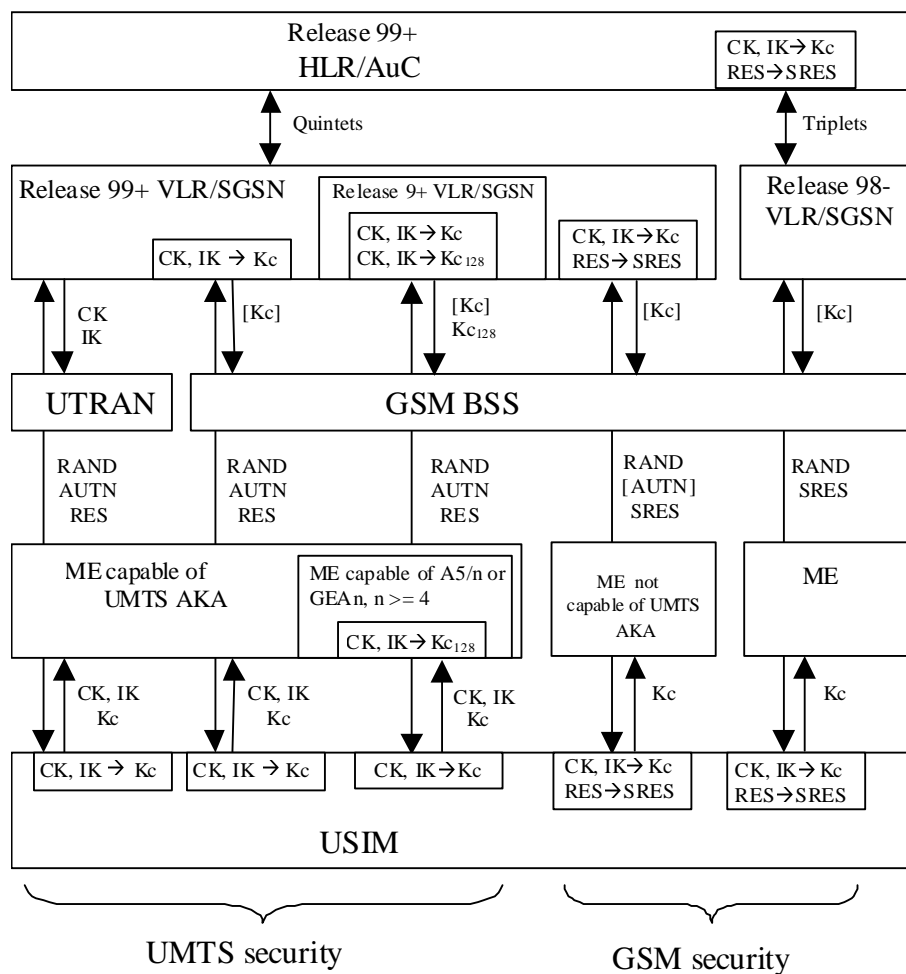 Release 99+
HLR/AuC
CK, IK→Kc
RES→SRES
Quintets
Triplets
Release 99+ VLR/SGSN
CK, IK → Kc
Release 9+ VLR/SGSN
CK, IK→Kc
CK, IK→Kc128
CK, IK→Kc
RES→SRES
Release 98-
VLR/SGSN
CK
IK
[Kc]
[Kc]
Kc128
[Kc]
[Kc]
UTRAN
GSM BSS
RAND
AUTN
RES
RAND
AUTN
RES
RAND
AUTN
RES
RAND
[AUTN]
SRES
RAND
SRES
ME capable of
UMTS AKA
ME capable of A5/n or
GEAn, n >= 4
CK, IK→Kc128
ME not
capable of UMTS
AKA
ME
CK, IK
Kc
CK, IK
Kc
CK, IK
Kc
Kc
Kc
CK, IK → Kc
CK, IK → Kc
CK, IK→Kc
CK, IK→Kc
RES→SRES
CK, IK→Kc
RES→SRES
USIM
UMTS security
GSM security